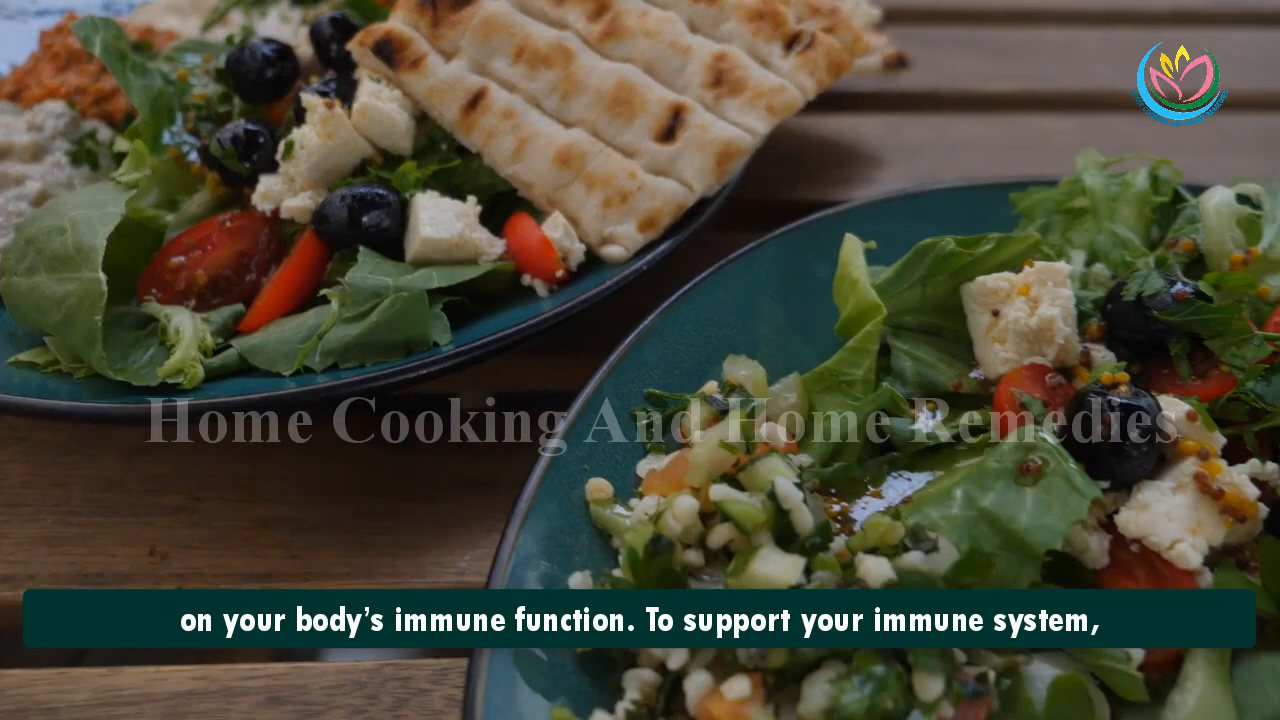 Home Cooking And Home Remedies
on your body's immune function. To support your immune system,